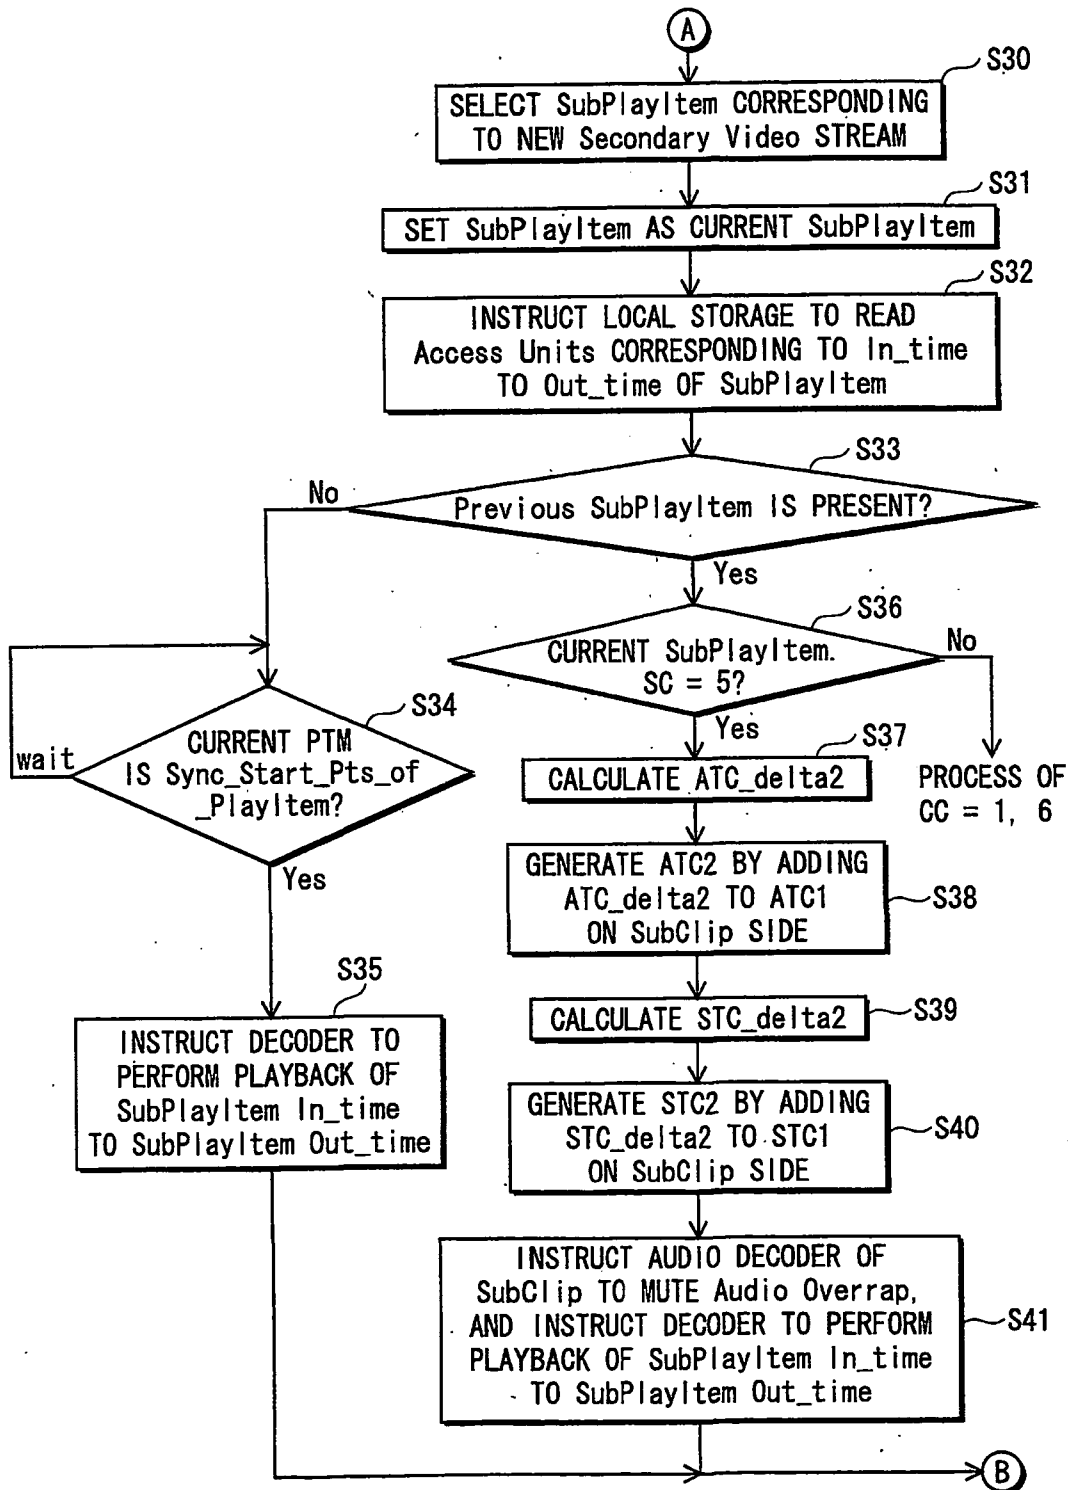 A
S30
SELECT SubPlayItem CORRESPONDING
TO NEW Secondary Video STREAM
S31
SET SubPlayItem AS CURRENT SubPlayItem
S32
INSTRUCT LOCAL STORAGE TO READ
Access Units CORRESPONDING TO In_time
TO Out_time OF SubPlayItem
S33
No
Previous SubPlayItem IS PRESENT?
Yes
S36
CURRENT SubPlayItem.
SC = 5?
No
Yes
S34
CURRENT PTM
IS Sync_Start_Pts_of
_PlayItem?
wait
Yes
S37
CALCULATE ATC_delta2
PROCESS OF
CC = 1, 6
GENERATE ATC2 BY ADDING
ATC_delta2 TO ATC1
ON SubClip SIDE
S38
S35
INSTRUCT DECODER TO
PERFORM PLAYBACK OF
SubPlayItem In_time
TO SubPlayItem Out_time
CALCULATE STC_delta2
S39
GENERATE STC2 BY ADDING
STC_delta2 TO STC1
ON SubClip SIDE
S40
INSTRUCT AUDIO DECODER OF
SubClip TO MUTE Audio Overrap,
AND INSTRUCT DECODER TO PERFORM
PLAYBACK OF SubPlayItem In_time
TO SubPlayItem Out_time
S41
B